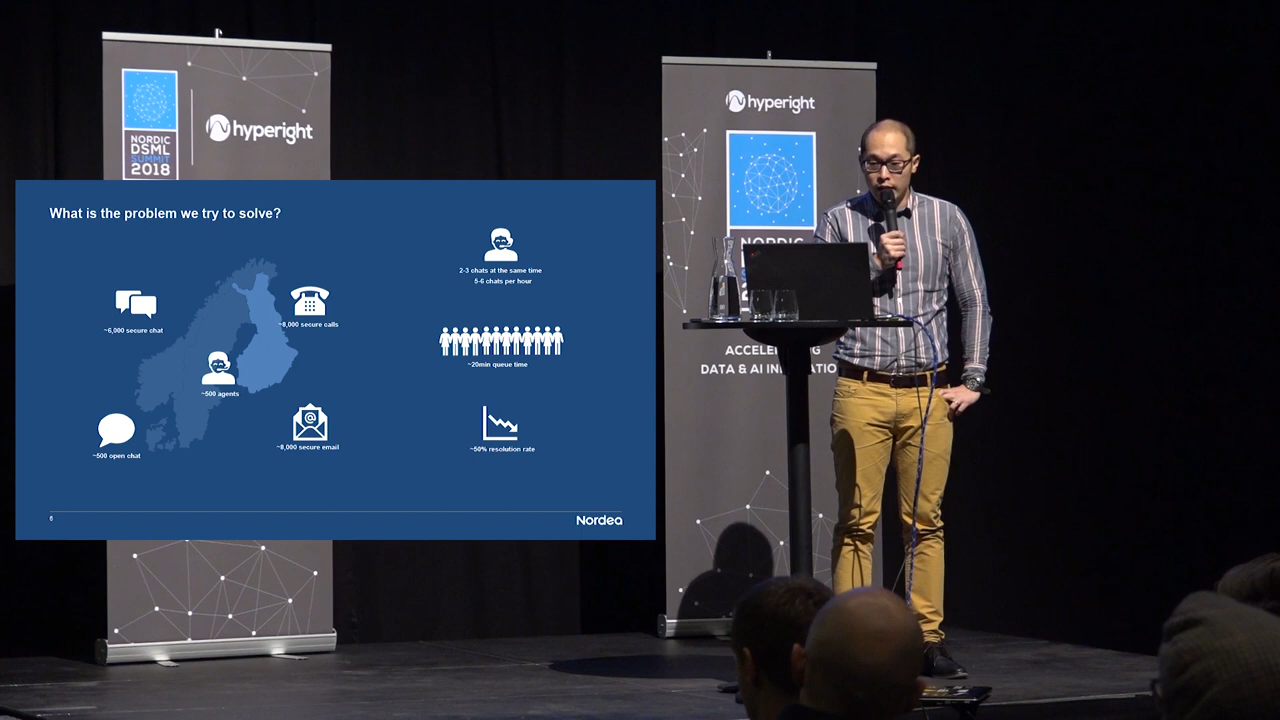 hyperight
NORDIC
DSML
SUMMIT
2018
hyperight
NORDIC
ACCELE
DATA & AI IN
What is the problem we try to solve?
2-3 chats at the same time
5-6 chats per hour
~6,000 secure chat
~8,000 secure calls
~20min queue time
~500 agents
~500 open chat
~8,000 secure email
~50% resolution rate
6
Nordea